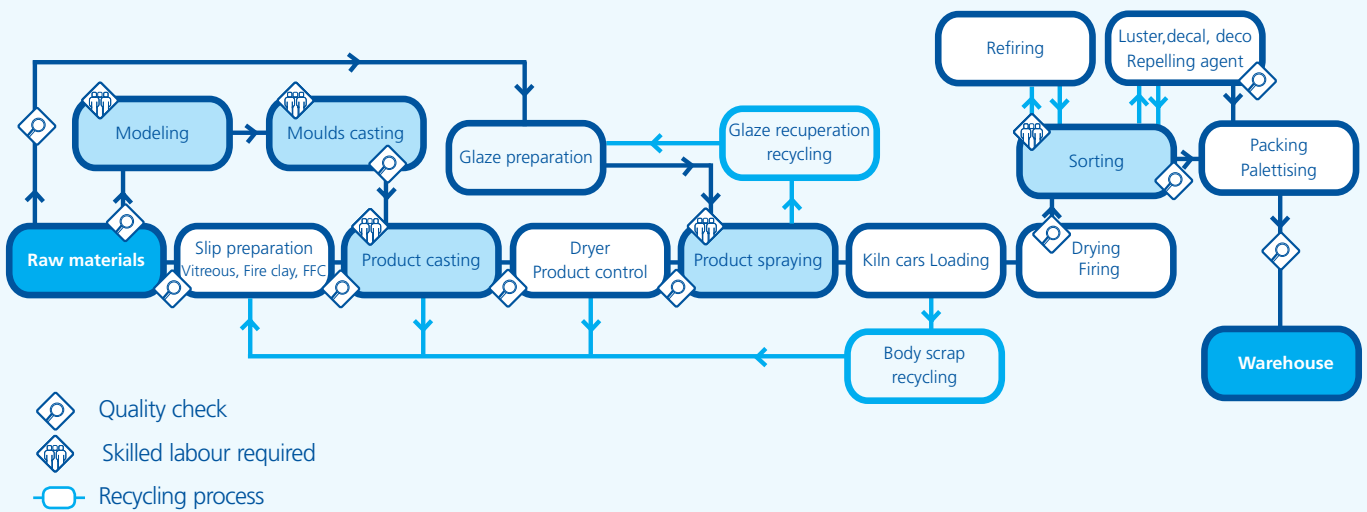 Refiring
Luster,decal, deco
Repelling agent
Modeling
Moulds casting
Glaze preparation
Glaze recuperation
recycling
Sorting
Packing
Palettising
Raw materials
Slip preparation
Vitreous, Fire clay, FFC
Product casting
Dryer
Product control
Product spraying
Kiln cars Loading
Drying
Firing
Body scrap
recycling
Warehouse
Quality check
Skilled labour required
Recycling process